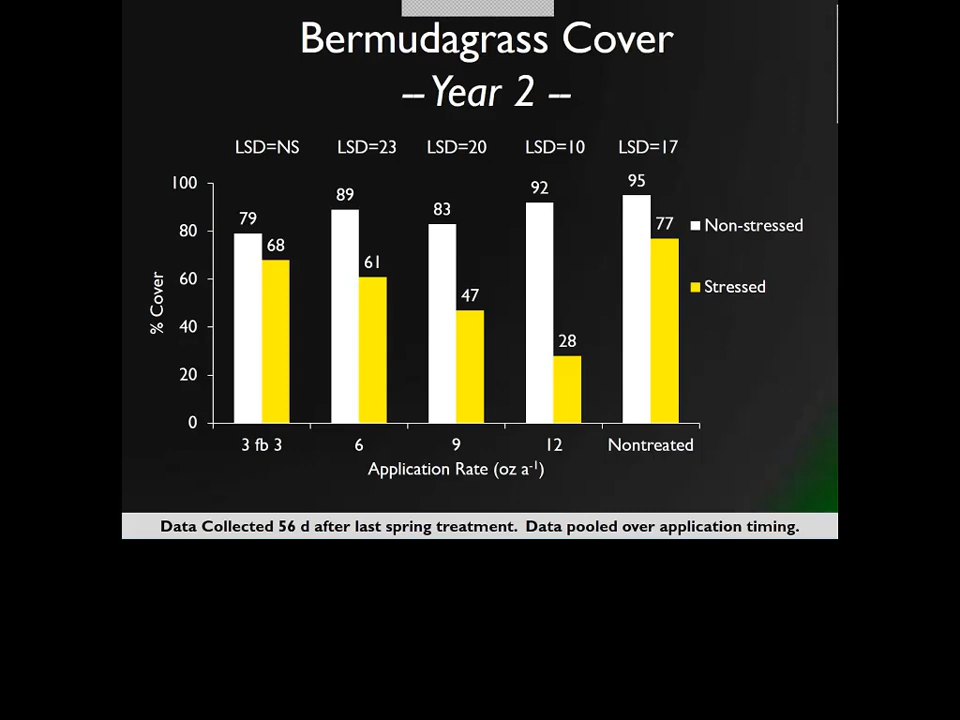 Bermudagrass Cover
-- Year 2 --
LSD=NS LSD=23 LSD=20 LSD=10 LSD=17
100
80
60
40
20
0
% Cover
79 68
89 61
83 47
92 28
95 77
Non-stressed
Stressed
3 fb 3 6 9 12 Nontreated
Application Rate (oz a⁻¹)
Data Collected 56 d after last spring treatment. Data pooled over application timing.